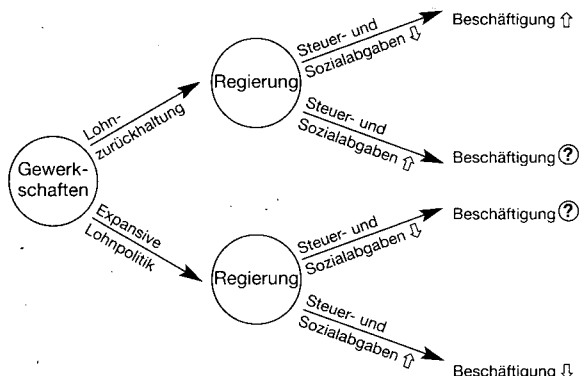 Gewerk-
schaften
Lohn-
zurückhaltung
Expansive
Lohnpolitik
Regierung
Steuer- und
Sozialabgaben ⇩
Beschäftigung ⇧
Steuer- und
Sozialabgaben ⇧
Beschäftigung ?
Regierung
Steuer- und
Sozialabgaben ⇩
Beschäftigung ?
Steuer- und
Sozialabgaben ⇧
Beschäftigung ⇩